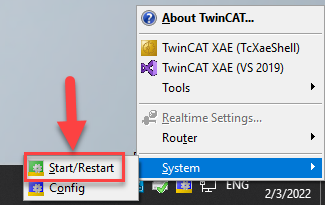 About TwinCAT...
TwinCAT XAE (TcXaeShell)
TwinCAT XAE (VS 2019)
Tools
Realtime Settings...
Router
System
Start/Restart
Config
ENG
2/3/2022